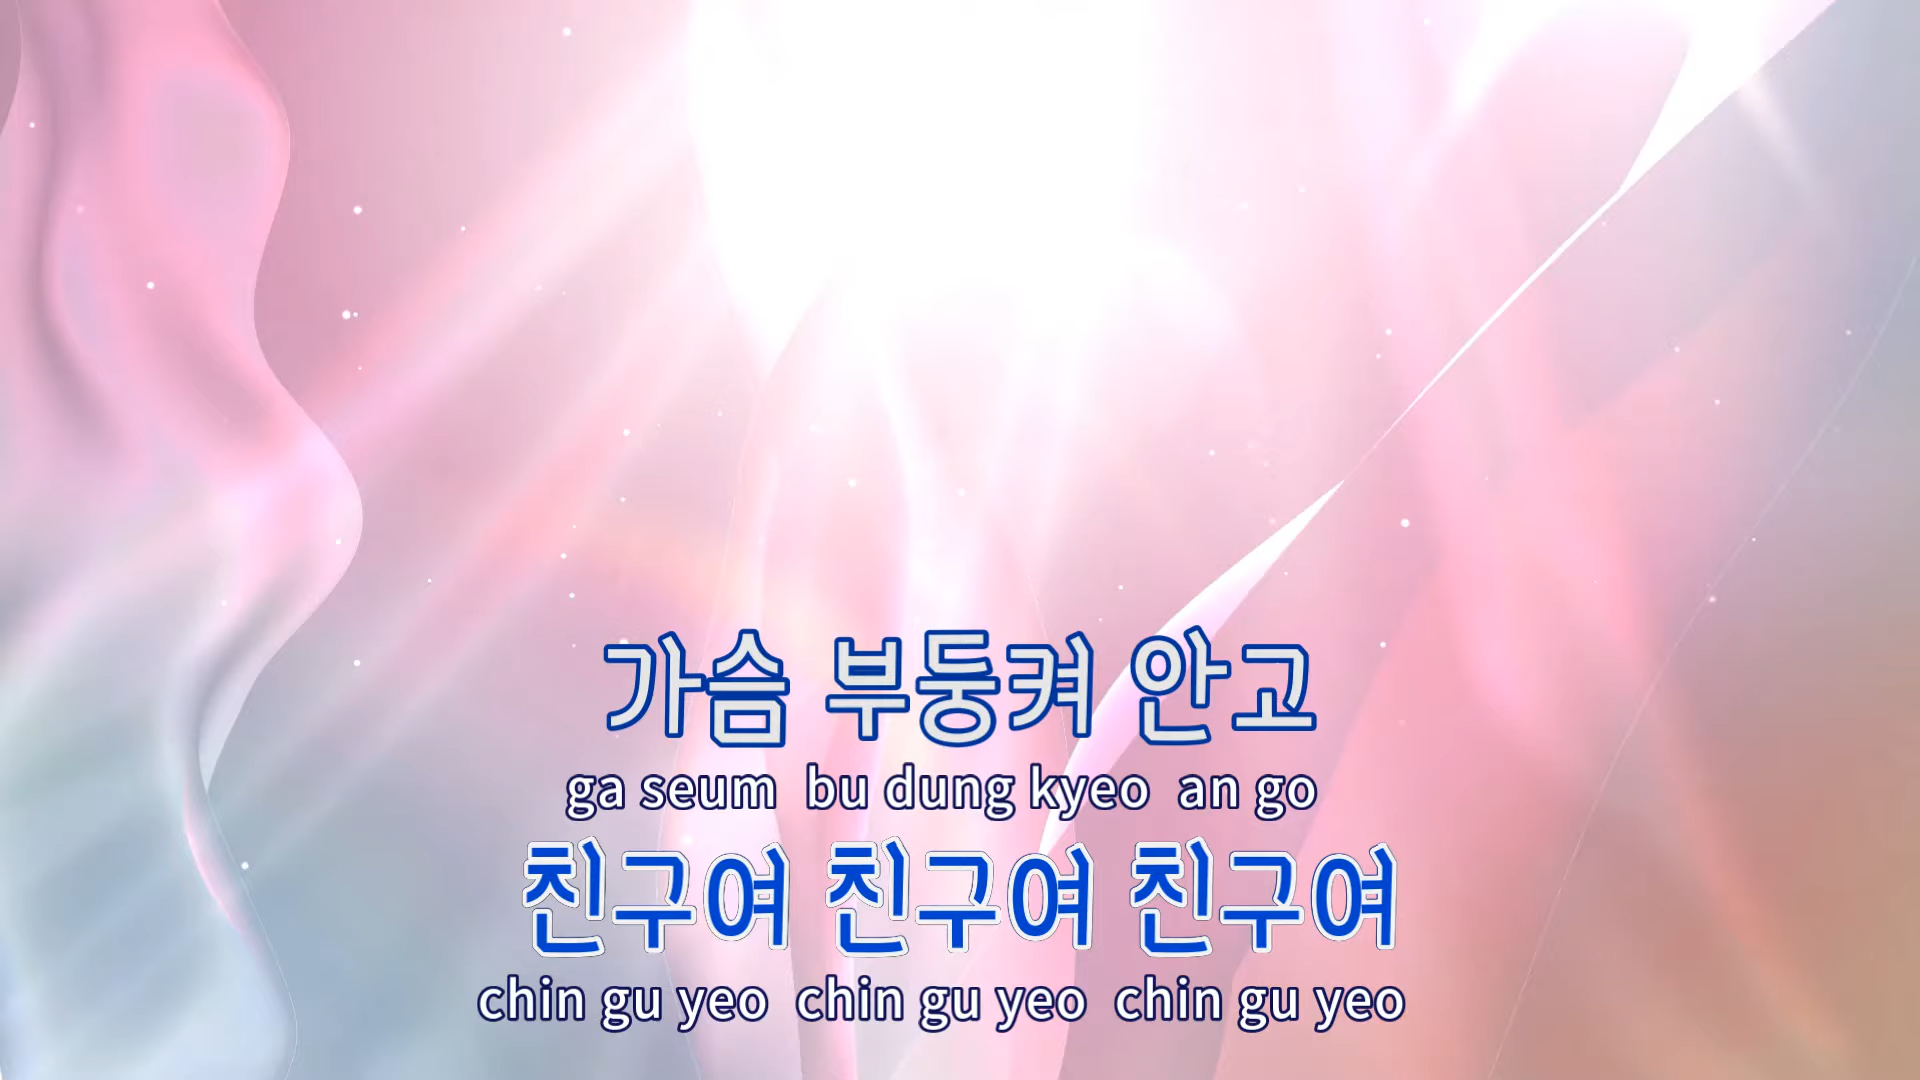 가슴 부둥켜 안고
ga seum bu dung kyeo an go
친구여 친구여 친구여
chin gu yeo chin gu yeo chin gu yeo